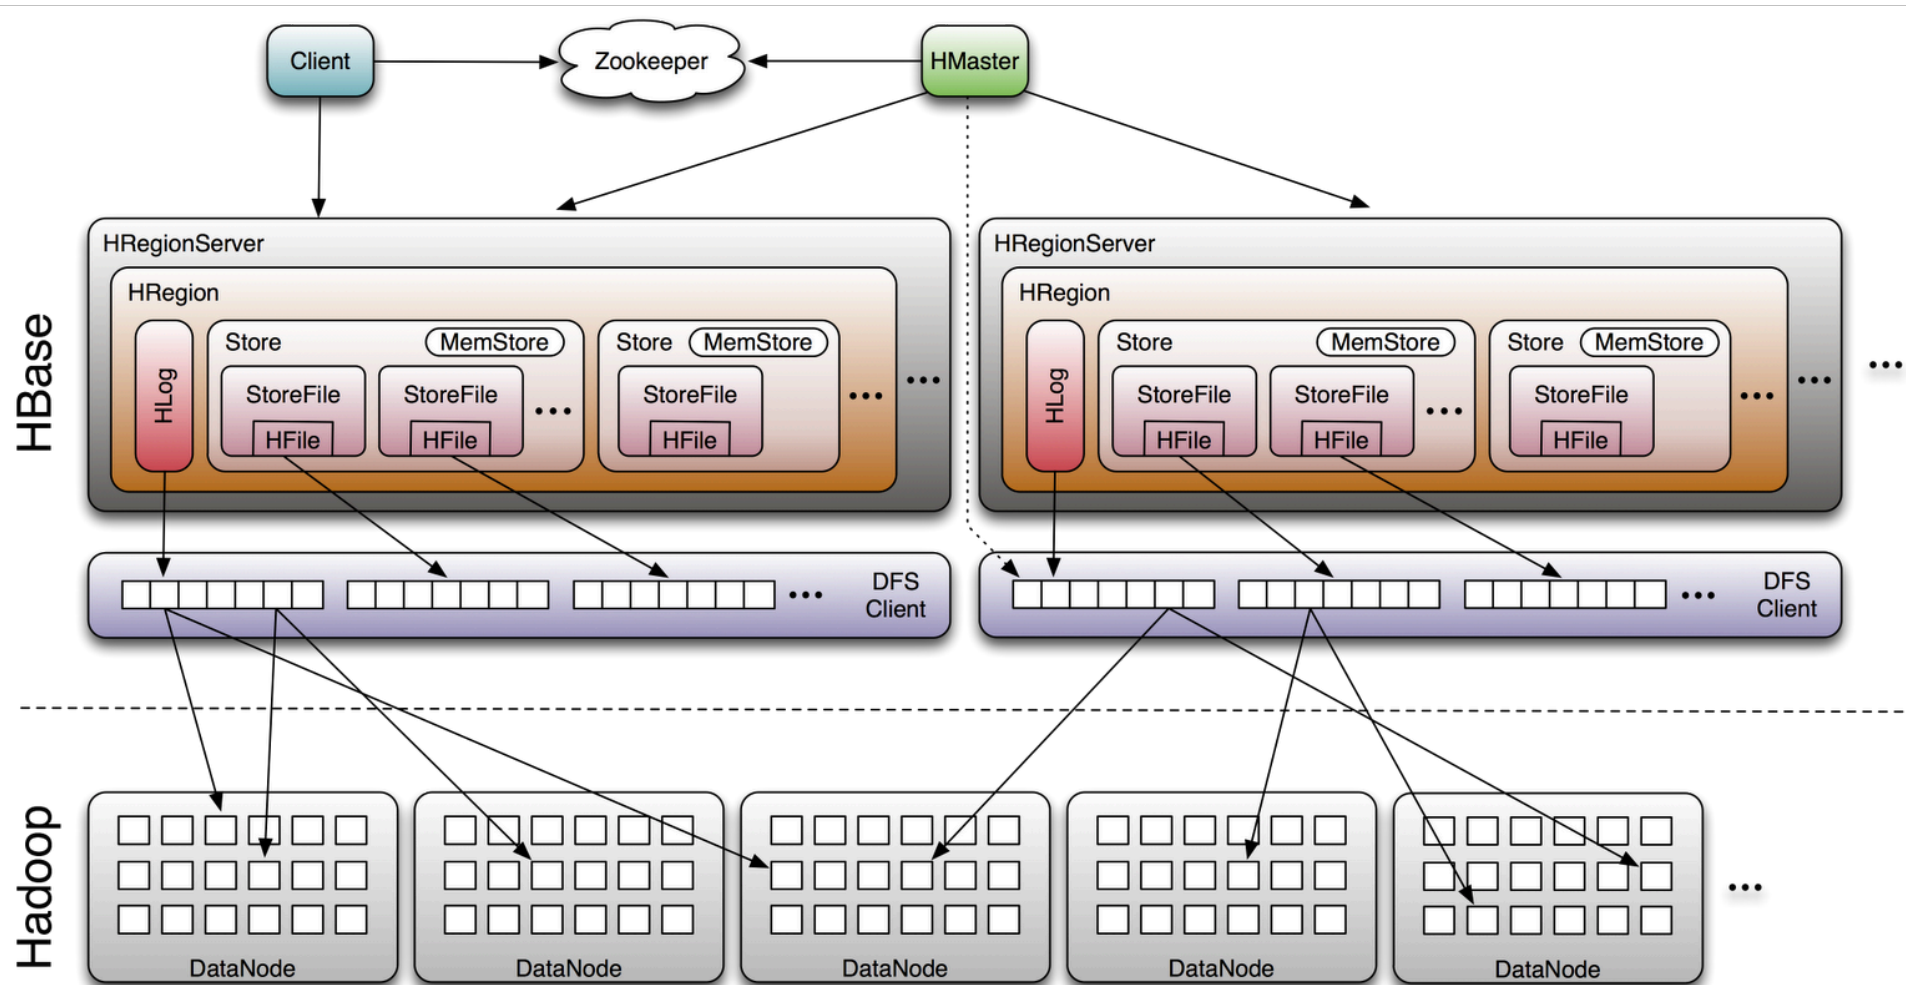 Client
Zookeeper
HMaster
HBase
HRegionServer
HRegion
HLog
Store
MemStore
StoreFile
HFile
StoreFile
HFile
...
Store
MemStore
StoreFile
HFile
...
...
HRegionServer
HRegion
HLog
Store
MemStore
StoreFile
HFile
StoreFile
HFile
...
Store
MemStore
StoreFile
HFile
...
...
...
...
DFS
Client
...
DFS
Client
Hadoop
DataNode
DataNode
DataNode
DataNode
DataNode
...